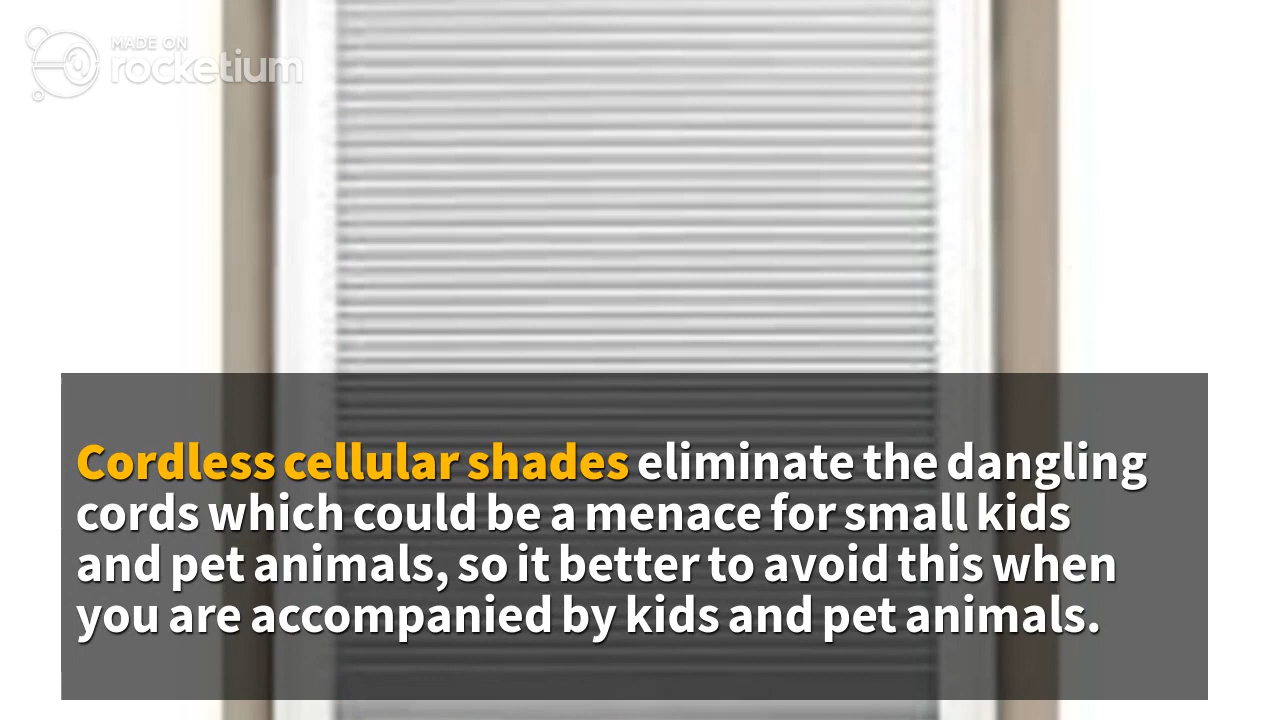 MADE ON
rocketium
Cordless cellular shades eliminate the dangling
cords which could be a menace for small kids
and pet animals, so it better to avoid this when
you are accompanied by kids and pet animals.